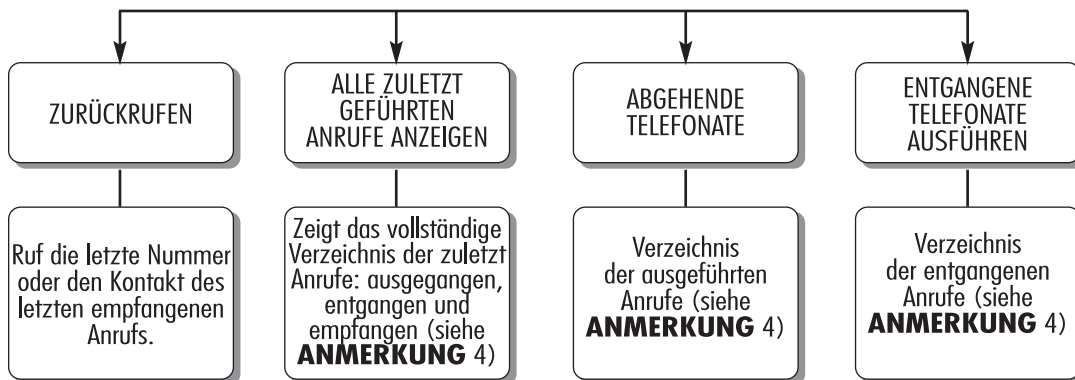 ZURÜCKRUFEN
ALLE ZULETZT
GEFÜHRTEN
ANRUFE ANZEIGEN
ABGEHENDE
TELEFONATE
ENTGANGENE
TELEFONATE
AUSFÜHREN
Ruf die letzte Nummer
oder den Kontakt des
letzten empfangenen
Anrufs.
Zeigt das vollständige
Verzeichnis der zuletzt
Anrufe: ausgegangen,
entgangen und
empfangen (siehe
ANMERKUNG 4)
Verzeichnis
der ausgeführten
Anrufe (siehe
ANMERKUNG 4)
Verzeichnis
der entgangenen
Anrufe (siehe
ANMERKUNG 4)